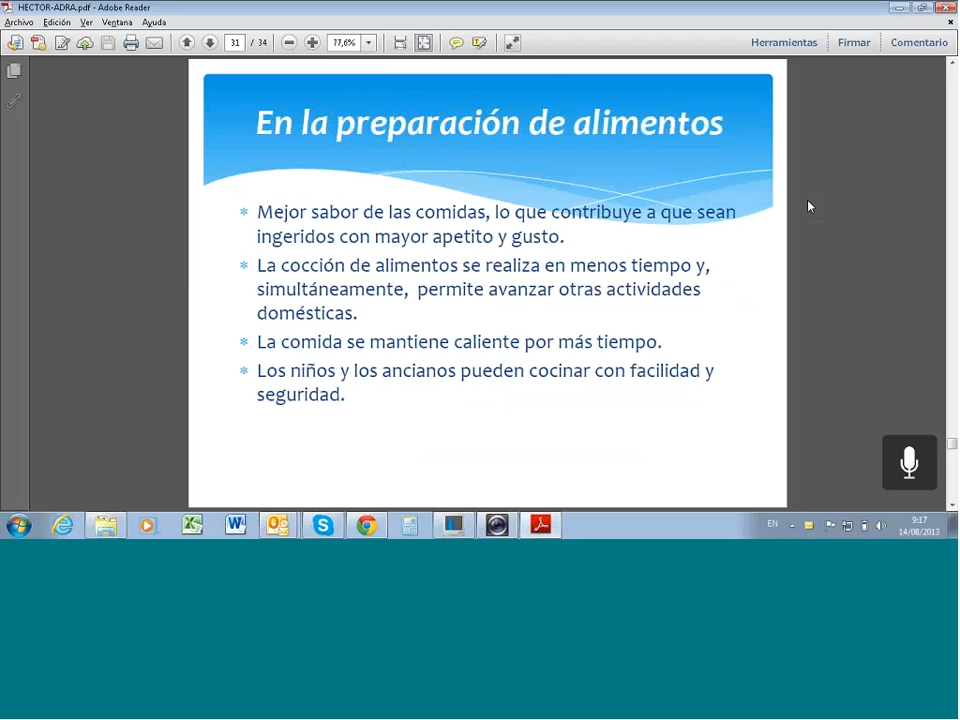 HECTOR-ADRA.pdf - Adobe Reader
Archivo Edición Ver Ventana Ayuda
31 / 34 77,6% Herramientas Firmar Comentario
En la preparación de alimentos
* Mejor sabor de las comidas, lo que contribuye a que sean
ingeridos con mayor apetito y gusto.
* La cocción de alimentos se realiza en menos tiempo y,
simultáneamente, permite avanzar otras actividades
domésticas.
* La comida se mantiene caliente por más tiempo.
* Los niños y los ancianos pueden cocinar con facilidad y
seguridad.
EN 9:17
14/08/2013